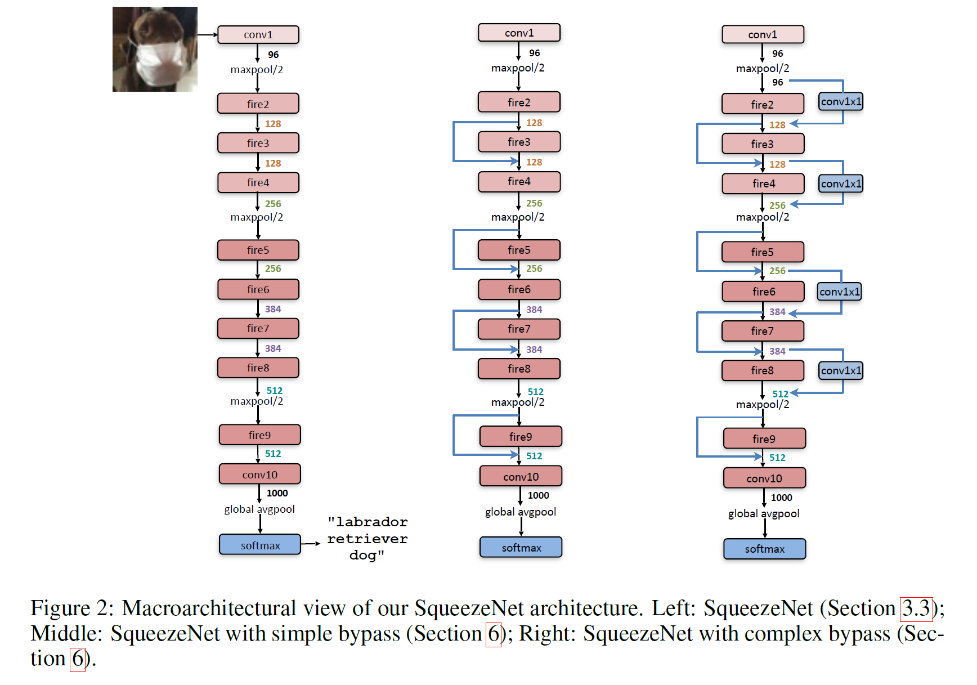 conv1
96
maxpool/2
fire2
128
fire3
128
fire4
256
maxpool/2
fire5
256
fire6
384
fire7
384
fire8
512
maxpool/2
fire9
512
conv10
1000
global avgpool
softmax
"labrador
retriever
dog"
conv1
96
maxpool/2
fire2
128
fire3
128
fire4
256
maxpool/2
fire5
256
fire6
384
fire7
384
fire8
512
maxpool/2
fire9
512
conv10
1000
global avgpool
softmax
conv1
96
maxpool/2
96
conv1x1
fire2
128
fire3
128
fire4
conv1x1
256
maxpool/2
fire5
256
fire6
conv1x1
384
fire7
384
fire8
conv1x1
512
maxpool/2
fire9
512
conv10
1000
global avgpool
softmax
Figure 2: Macroarchitectural view of our SqueezeNet architecture. Left: SqueezeNet (Section 3.3);
Middle: SqueezeNet with simple bypass (Section 6); Right: SqueezeNet with complex bypass (Sec-
tion 6).